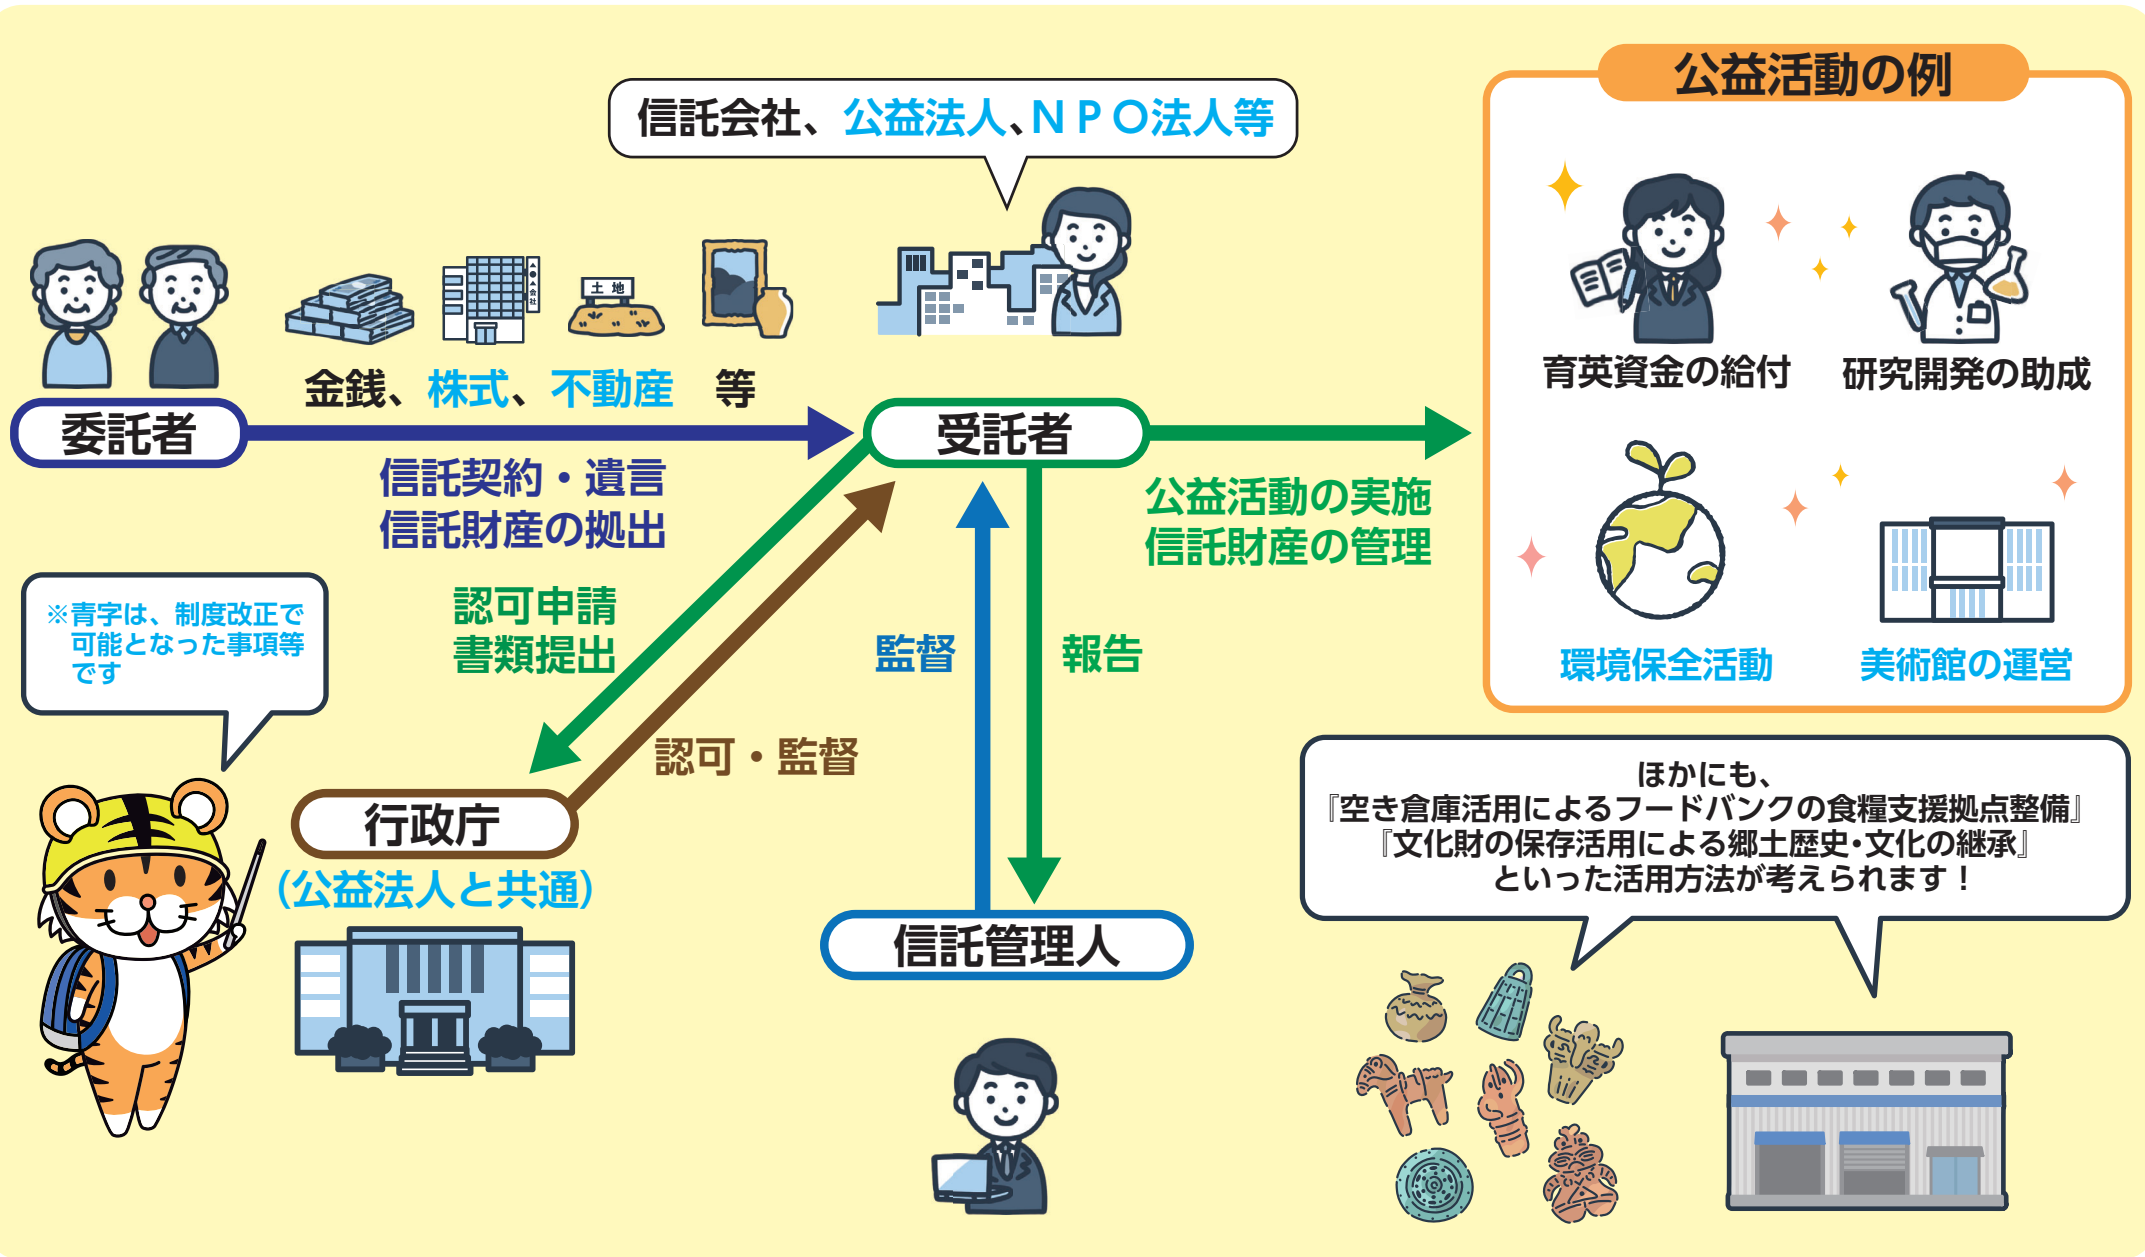 公益活動の例
信託会社、公益法人、ＮＰＯ法人等
▲●▲会社
土地
金銭、株式、不動産　等
育英資金の給付
研究開発の助成
委託者
受託者
信託契約・遺言
信託財産の拠出
公益活動の実施
信託財産の管理
※青字は、制度改正で
可能となった事項等
です
認可申請
書類提出
監督
報告
環境保全活動
美術館の運営
認可・監督
行政庁
（公益法人と共通）
信託管理人
ほかにも、
『空き倉庫活用によるフードバンクの食糧支援拠点整備』
『文化財の保存活用による郷土歴史・文化の継承』
といった活用方法が考えられます！